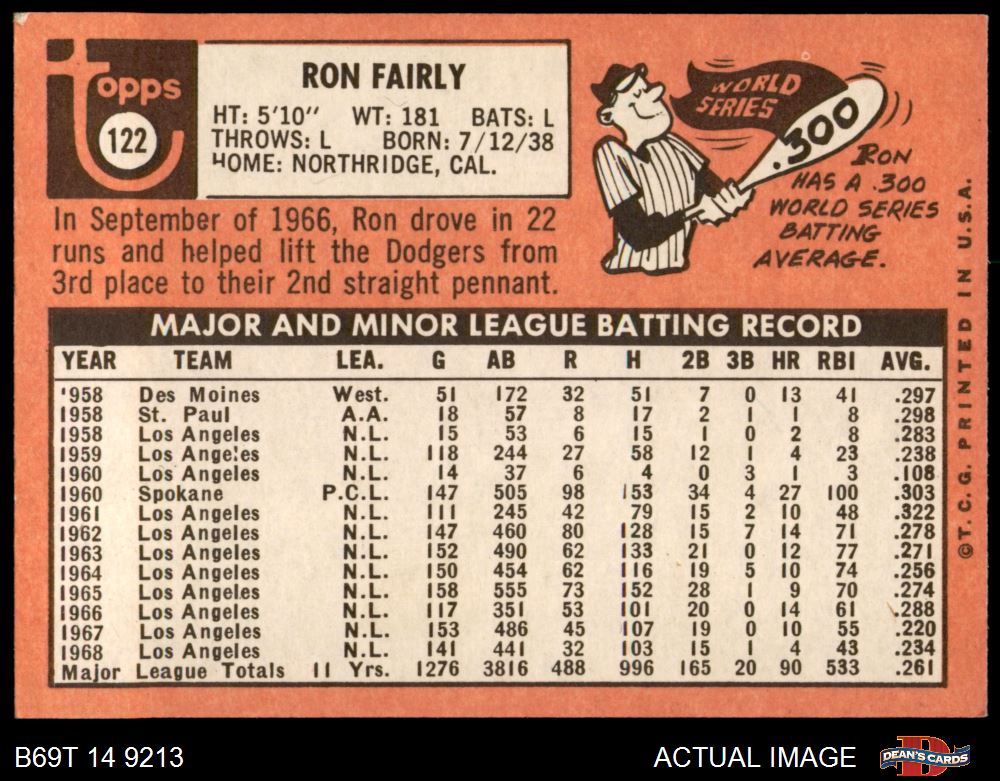 topps
122
RON FAIRLY
HT: 5'10" WT: 181 BATS: L
THROWS: L BORN: 7/12/38
HOME: NORTHRIDGE, CAL.
In September of 1966, Ron drove in 22
runs and helped lift the Dodgers from
3rd place to their 2nd straight pennant.
WORLD
SERIES
.300
RON
HAS A .300
WORLD SERIES
BATTING
AVERAGE.
MAJOR AND MINOR LEAGUE BATTING RECORD
YEAR TEAM LEA. G AB R H 2B 3B HR RBI AVG.
1958 Des Moines West. 51 172 32 51 7 0 13 41 .297
1958 St. Paul A.A. 18 57 8 17 2 1 1 8 .298
1958 Los Angeles N.L. 15 53 6 15 1 0 2 8 .283
1959 Los Angeles N.L. 118 244 27 58 12 1 4 23 .238
1960 Los Angeles N.L. 14 37 6 4 0 3 1 3 .108
1960 Spokane P.C.L. 147 505 98 153 34 4 27 100 .303
1961 Los Angeles N.L. 111 245 42 79 15 2 10 48 .322
1962 Los Angeles N.L. 147 460 80 128 15 7 14 71 .278
1963 Los Angeles N.L. 152 490 62 133 21 0 12 77 .271
1964 Los Angeles N.L. 150 454 62 116 19 5 10 74 .256
1965 Los Angeles N.L. 158 555 73 152 28 1 9 70 .274
1966 Los Angeles N.L. 117 351 53 101 20 0 14 61 .288
1967 Los Angeles N.L. 153 486 45 107 19 0 10 55 .220
1968 Los Angeles N.L. 141 441 32 103 15 1 4 43 .234
Major League Totals 11 Yrs. 1276 3816 488 996 165 20 90 533 .261
©T.C.G. PRINTED IN U.S.A.
B69T 14 9213
ACTUAL IMAGE
DEAN'S CARDS